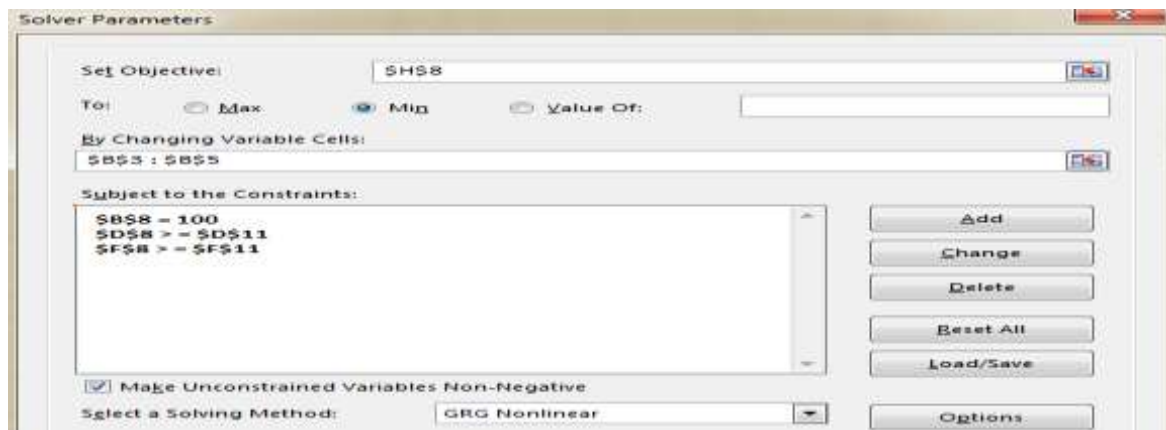 Solver Parameters
Set Objective: $H$8
To: Max Min Value Of:
By Changing Variable Cells:
$B$3 : $B$5
Subject to the Constraints:
$B$8 = 100
$D$8 > = $D$11
$F$8 > = $F$11
Add
Change
Delete
Reset All
Load/Save
Make Unconstrained Variables Non-Negative
Select a Solving Method: GRG Nonlinear Options